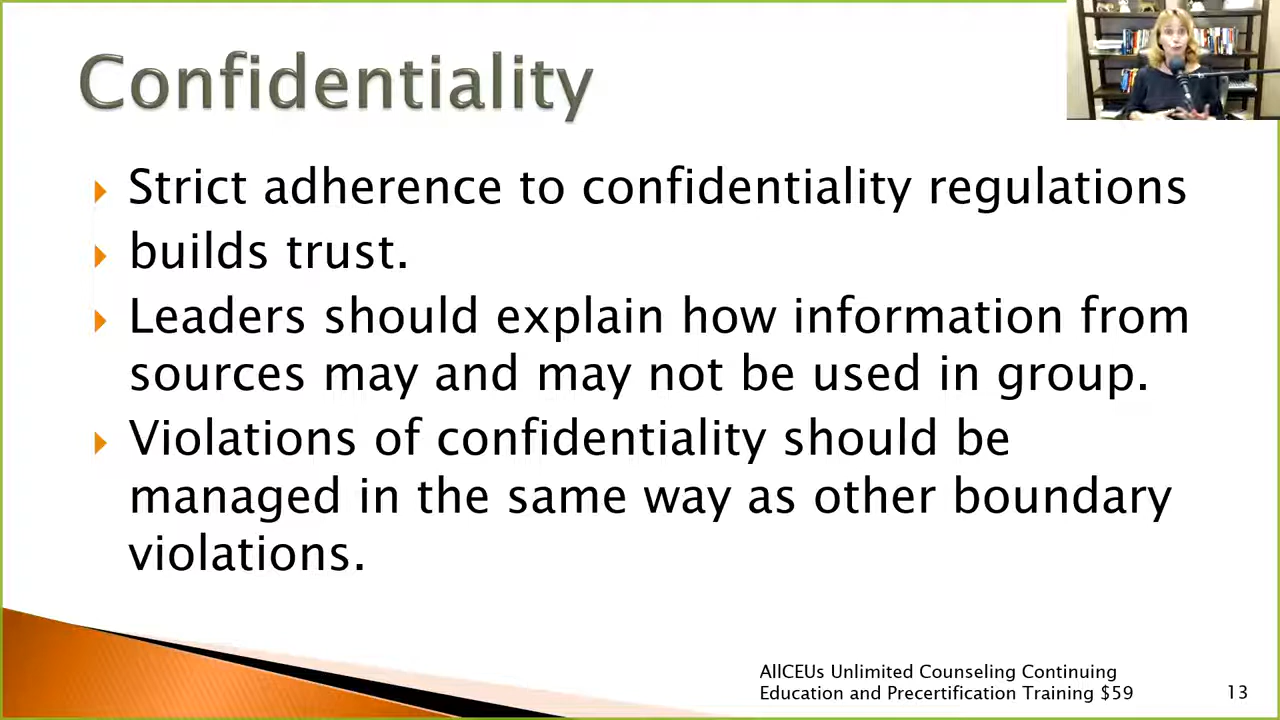 Confidentiality
Strict adherence to confidentiality regulations
builds trust.
Leaders should explain how information from
sources may and may not be used in group.
Violations of confidentiality should be
managed in the same way as other boundary
violations.
AllCEUs Unlimited Counseling Continuing
Education and Precertification Training $59
13